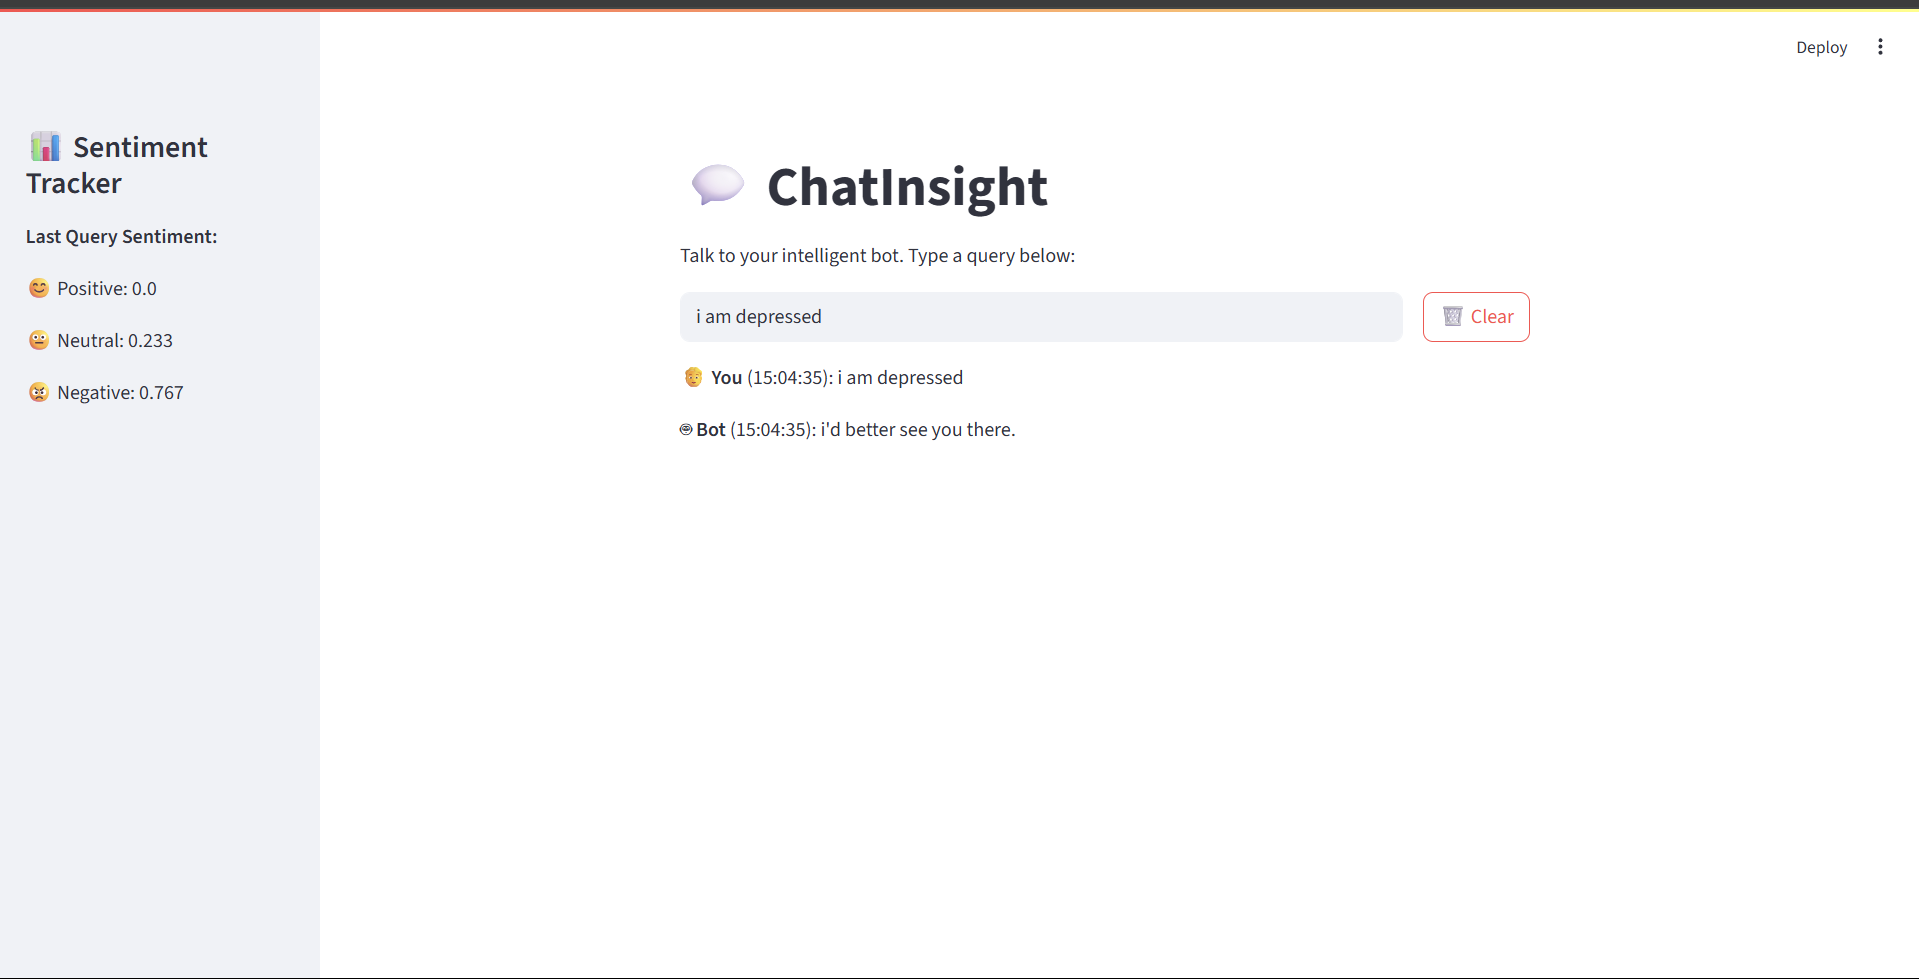 Deploy
📊 Sentiment
Tracker
Last Query Sentiment:
😊 Positive: 0.0
😐 Neutral: 0.233
😠 Negative: 0.767
💬 ChatInsight
Talk to your intelligent bot. Type a query below:
i am depressed
🗑️ Clear
You (15:04:35): i am depressed
Bot (15:04:35): i'd better see you there.